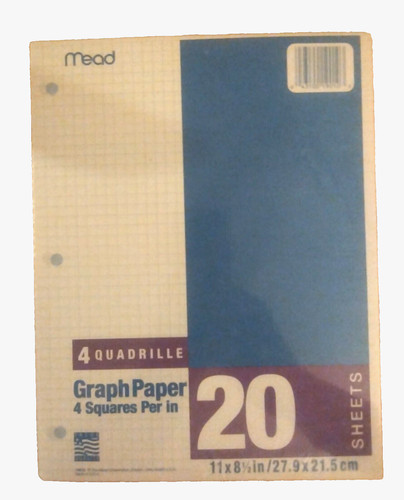 mead
4 QUADRILLE
Graph Paper
4 Squares Per in
20
SHEETS
11 x 8½ in / 27.9 x 21.5 cm